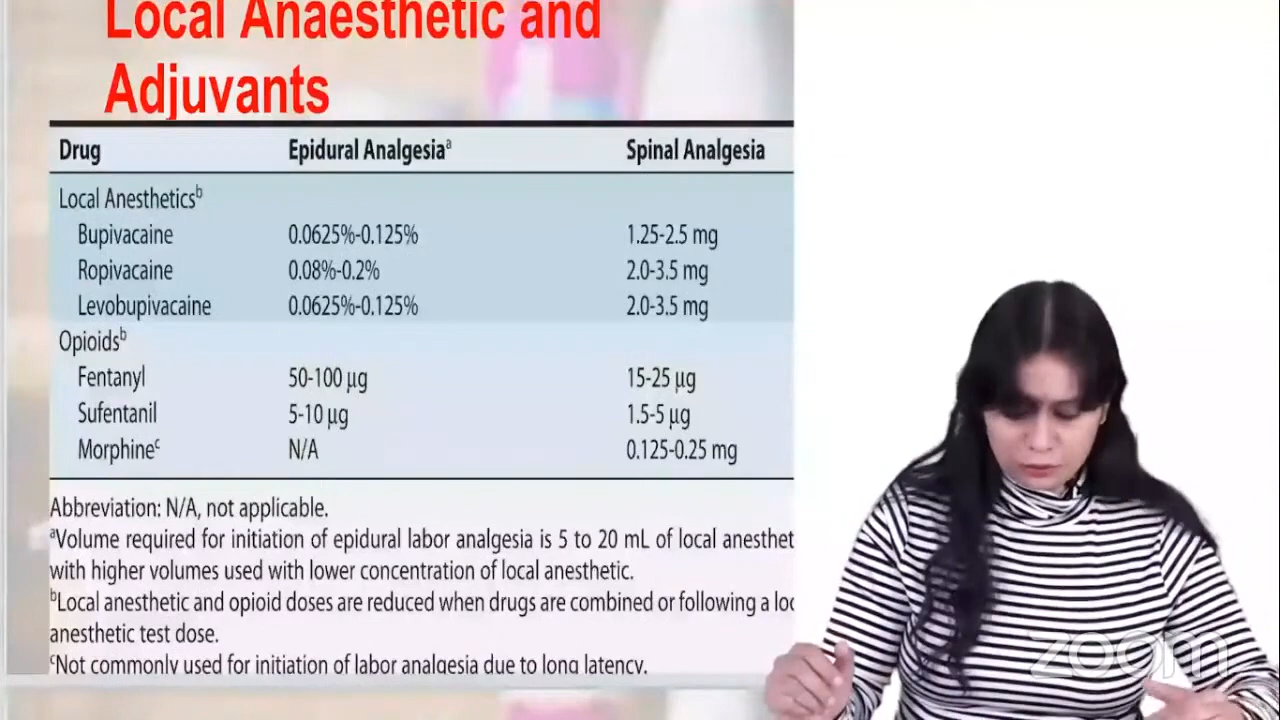 Local Anaesthetic and
Adjuvants
Drug Epidural Analgesiaᵃ Spinal Analgesia
Local Anestheticsᵇ
Bupivacaine 0.0625%-0.125% 1.25-2.5 mg
Ropivacaine 0.08%-0.2% 2.0-3.5 mg
Levobupivacaine 0.0625%-0.125% 2.0-3.5 mg
Opioidsᵇ
Fentanyl 50-100 µg 15-25 µg
Sufentanil 5-10 µg 1.5-5 µg
Morphineᶜ N/A 0.125-0.25 mg
Abbreviation: N/A, not applicable.
ᵃVolume required for initiation of epidural labor analgesia is 5 to 20 mL of local anesthet
with higher volumes used with lower concentration of local anesthetic.
ᵇLocal anesthetic and opioid doses are reduced when drugs are combined or following a loc
anesthetic test dose.
ᶜNot commonly used for initiation of labor analgesia due to long latency.
zoom